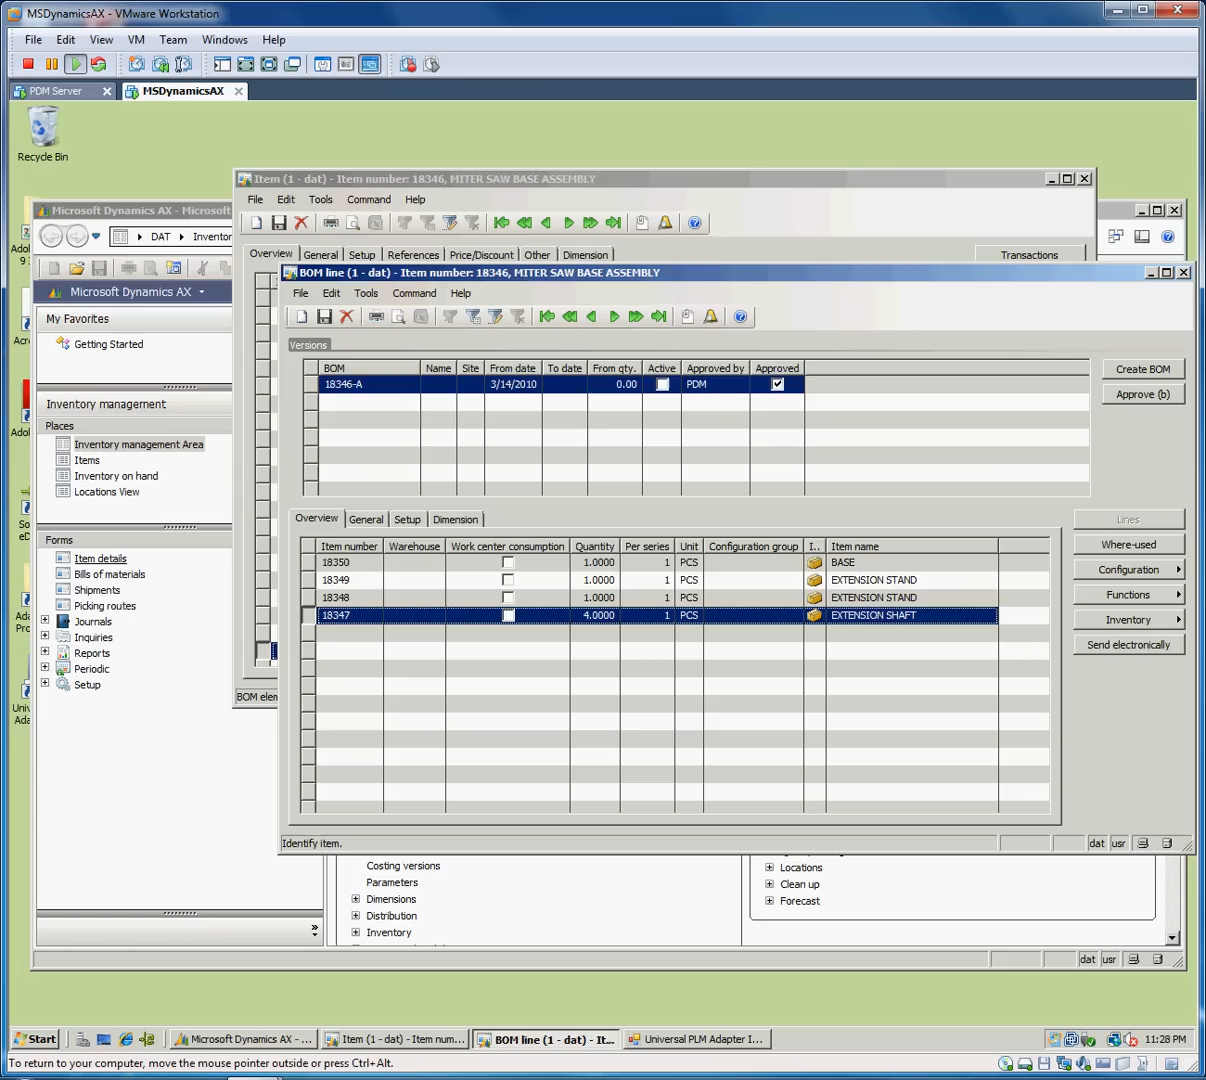 MSDynamicsAX - VMware Workstation
File Edit View VM Team Windows Help
PDM Server MSDynamicsAX
Recycle Bin
Item (1 - dat) - Item number: 18346, MITER SAW BASE ASSEMBLY
File Edit Tools Command Help
Microsoft Dynamics AX - Microsoft
DAT Inventor
Overview General Setup References Price/Discount Other Dimension Transactions
BOM line (1 - dat) - Item number: 18346, MITER SAW BASE ASSEMBLY
File Edit Tools Command Help
Microsoft Dynamics AX
My Favorites
Getting Started
Inventory management
Places
Inventory management Area
Items
Inventory on hand
Locations View
Forms
Item details
Bills of materials
Shipments
Picking routes
Journals
Inquiries
Reports
Periodic
Setup
Versions
BOM Name Site From date To date From qty. Active Approved by Approved
18346-A 3/14/2010 0.00 PDM
Create BOM
Approve (b)
Overview General Setup Dimension
Item number Warehouse Work center consumption Quantity Per series Unit Configuration group I.. Item name
18350 1.0000 1 PCS BASE
18349 1.0000 1 PCS EXTENSION STAND
18348 1.0000 1 PCS EXTENSION STAND
18347 4.0000 1 PCS EXTENSION SHAFT
Lines
Where-used
Configuration
Functions
Inventory
Send electronically
BOM elem
Identify item.
dat usr
Costing versions
Parameters
Dimensions
Distribution
Inventory
Locations
Clean up
Forecast
dat usr
Start Microsoft Dynamics AX - ... Item (1 - dat) - Item num... BOM line (1 - dat) - It... Universal PLM Adapter I... 11:28 PM
To return to your computer, move the mouse pointer outside or press Ctrl+Alt.